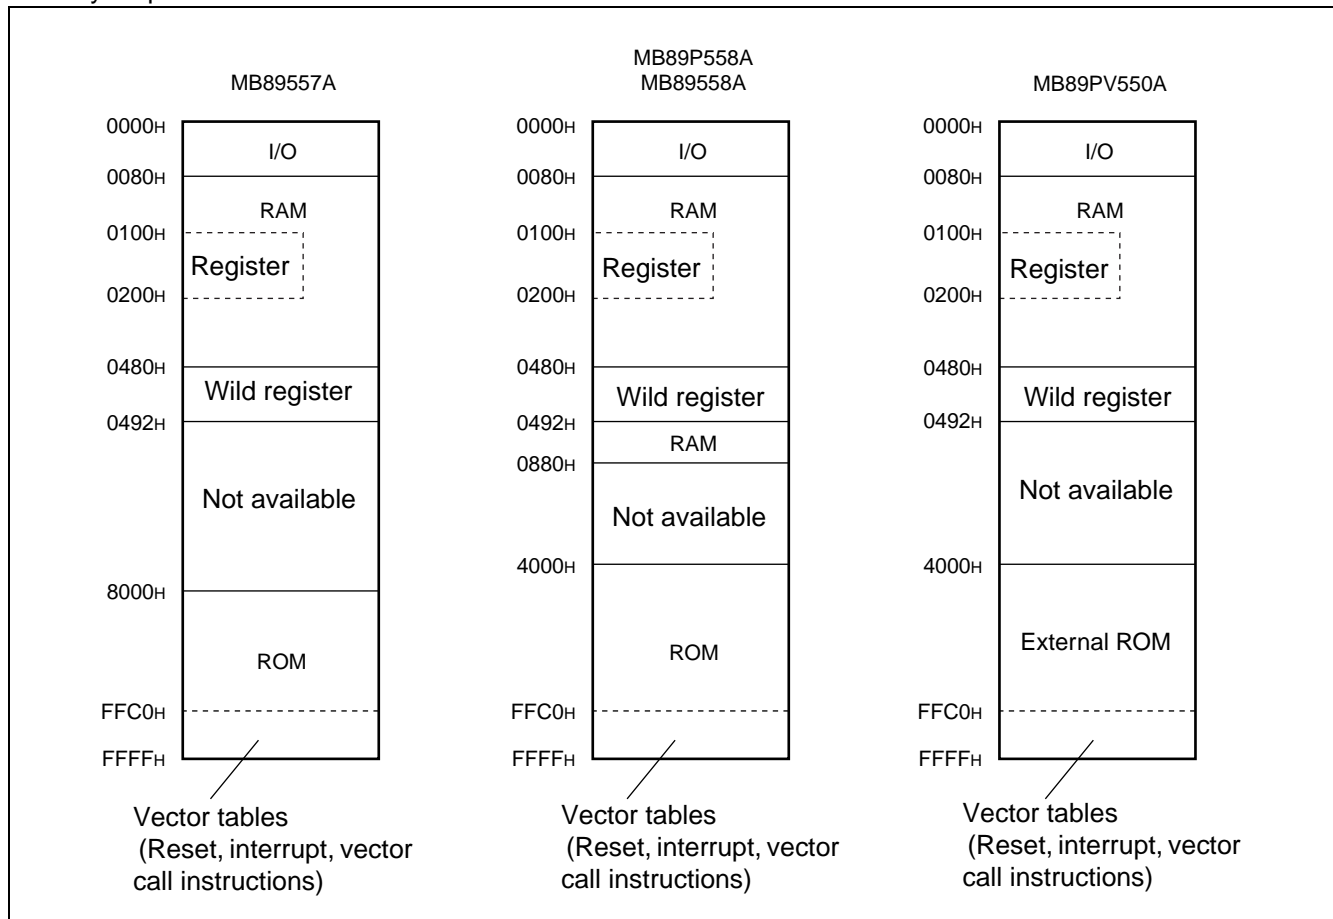 MB89557A
0000H
I/O
0080H
RAM
0100H
Register
0200H
0480H
Wild register
0492H
Not available
8000H
ROM
FFC0H
FFFFH
Vector tables
(Reset, interrupt, vector
call instructions)
MB89P558A
MB89558A
0000H
I/O
0080H
RAM
0100H
Register
0200H
0480H
Wild register
0492H
RAM
0880H
Not available
4000H
ROM
FFC0H
FFFFH
Vector tables
(Reset, interrupt, vector
call instructions)
MB89PV550A
0000H
I/O
0080H
RAM
0100H
Register
0200H
0480H
Wild register
0492H
Not available
4000H
External ROM
FFC0H
FFFFH
Vector tables
(Reset, interrupt, vector
call instructions)